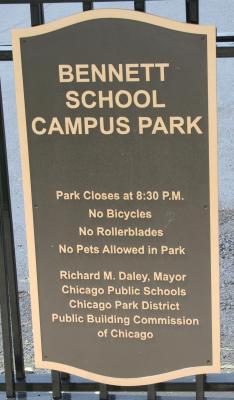 BENNETT
SCHOOL
CAMPUS PARK
Park Closes at 8:30 P.M.
No Bicycles
No Rollerblades
No Pets Allowed in Park
Richard M. Daley, Mayor
Chicago Public Schools
Chicago Park District
Public Building Commission
of Chicago